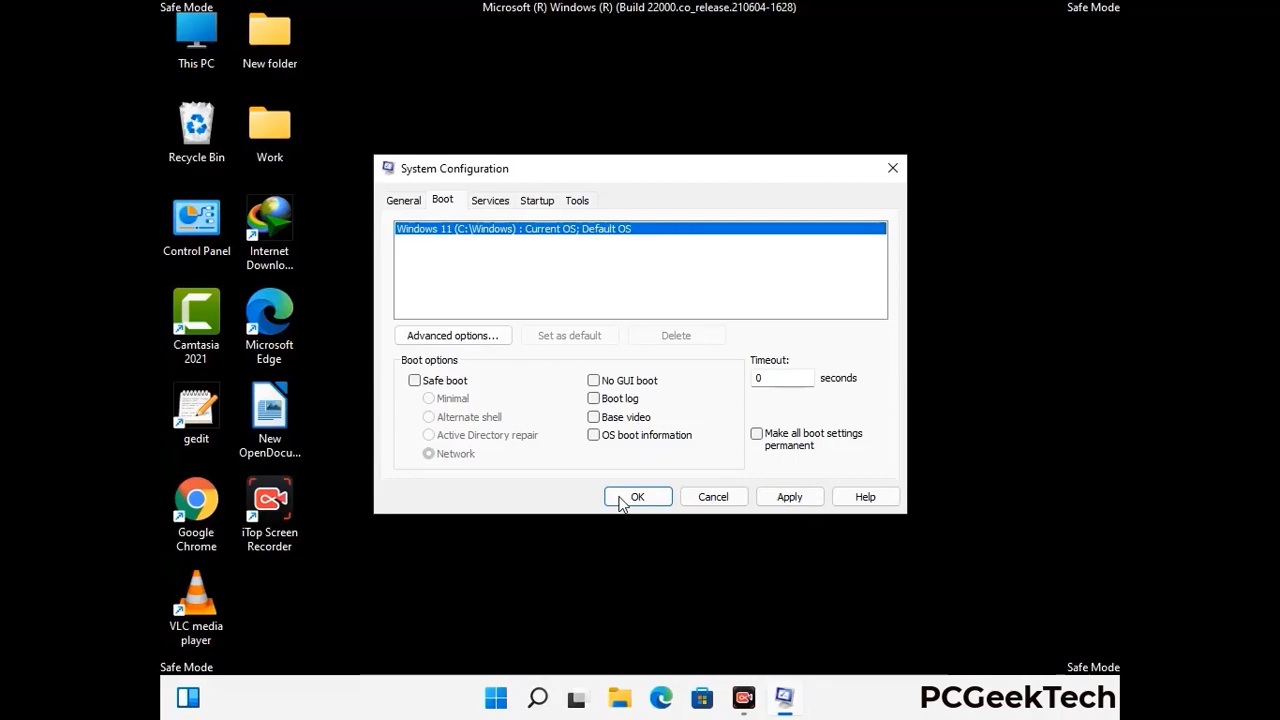 Safe Mode
Microsoft (R) Windows (R) (Build 22000.co_release.210604-1628)
Safe Mode
This PC
New folder
Recycle Bin
Work
Control Panel
Internet
Downlo...
Camtasia
2021
Microsoft
Edge
gedit
New
OpenDocu...
Google
Chrome
iTop Screen
Recorder
VLC media
player
System Configuration
General
Boot
Services
Startup
Tools
Windows 11 (C:\Windows) : Current OS; Default OS
Advanced options...
Set as default
Delete
Boot options
Safe boot
Minimal
Alternate shell
Active Directory repair
Network
No GUI boot
Boot log
Base video
OS boot information
Timeout:
0 seconds
Make all boot settings
permanent
OK
Cancel
Apply
Help
Safe Mode
Safe Mode
PCGeekTech